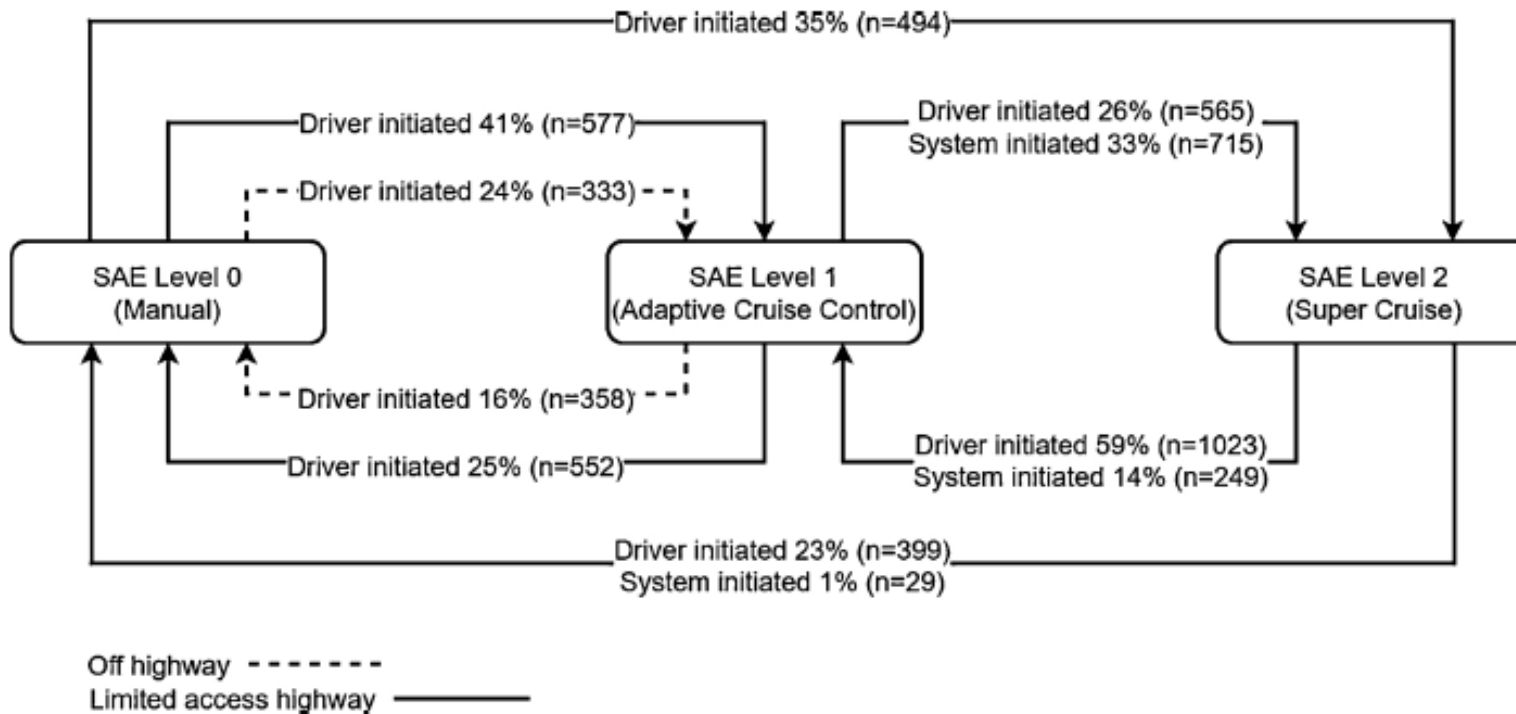 Driver initiated 35% (n=494)
Driver initiated 41% (n=577)
Driver initiated 26% (n=565)
System initiated 33% (n=715)
Driver initiated 24% (n=333)
SAE Level 0
(Manual)
SAE Level 1
(Adaptive Cruise Control)
SAE Level 2
(Super Cruise)
Driver initiated 16% (n=358)
Driver initiated 25% (n=552)
Driver initiated 59% (n=1023)
System initiated 14% (n=249)
Driver initiated 23% (n=399)
System initiated 1% (n=29)
Off highway
Limited access highway